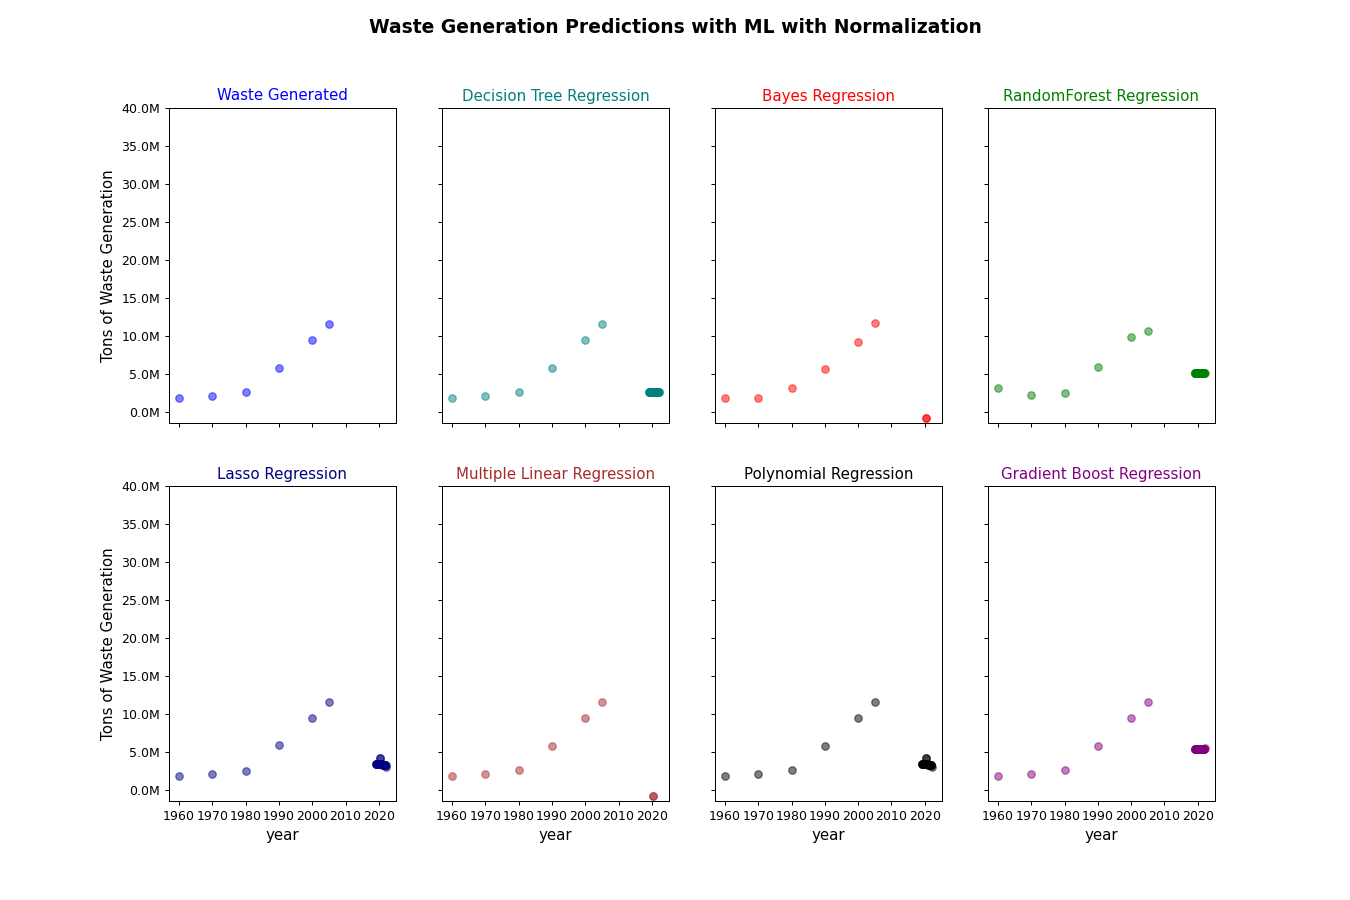 Waste Generation Predictions with ML with Normalization
Waste Generated
Decision Tree Regression
Bayes Regression
RandomForest Regression
40.0M
35.0M
30.0M
25.0M
20.0M
15.0M
10.0M
5.0M
0.0M
Tons of Waste Generation
Lasso Regression
Multiple Linear Regression
Polynomial Regression
Gradient Boost Regression
40.0M
35.0M
30.0M
25.0M
20.0M
15.0M
10.0M
5.0M
0.0M
Tons of Waste Generation
1960 1970 1980 1990 2000 2010 2020
1960 1970 1980 1990 2000 2010 2020
1960 1970 1980 1990 2000 2010 2020
1960 1970 1980 1990 2000 2010 2020
year
year
year
year